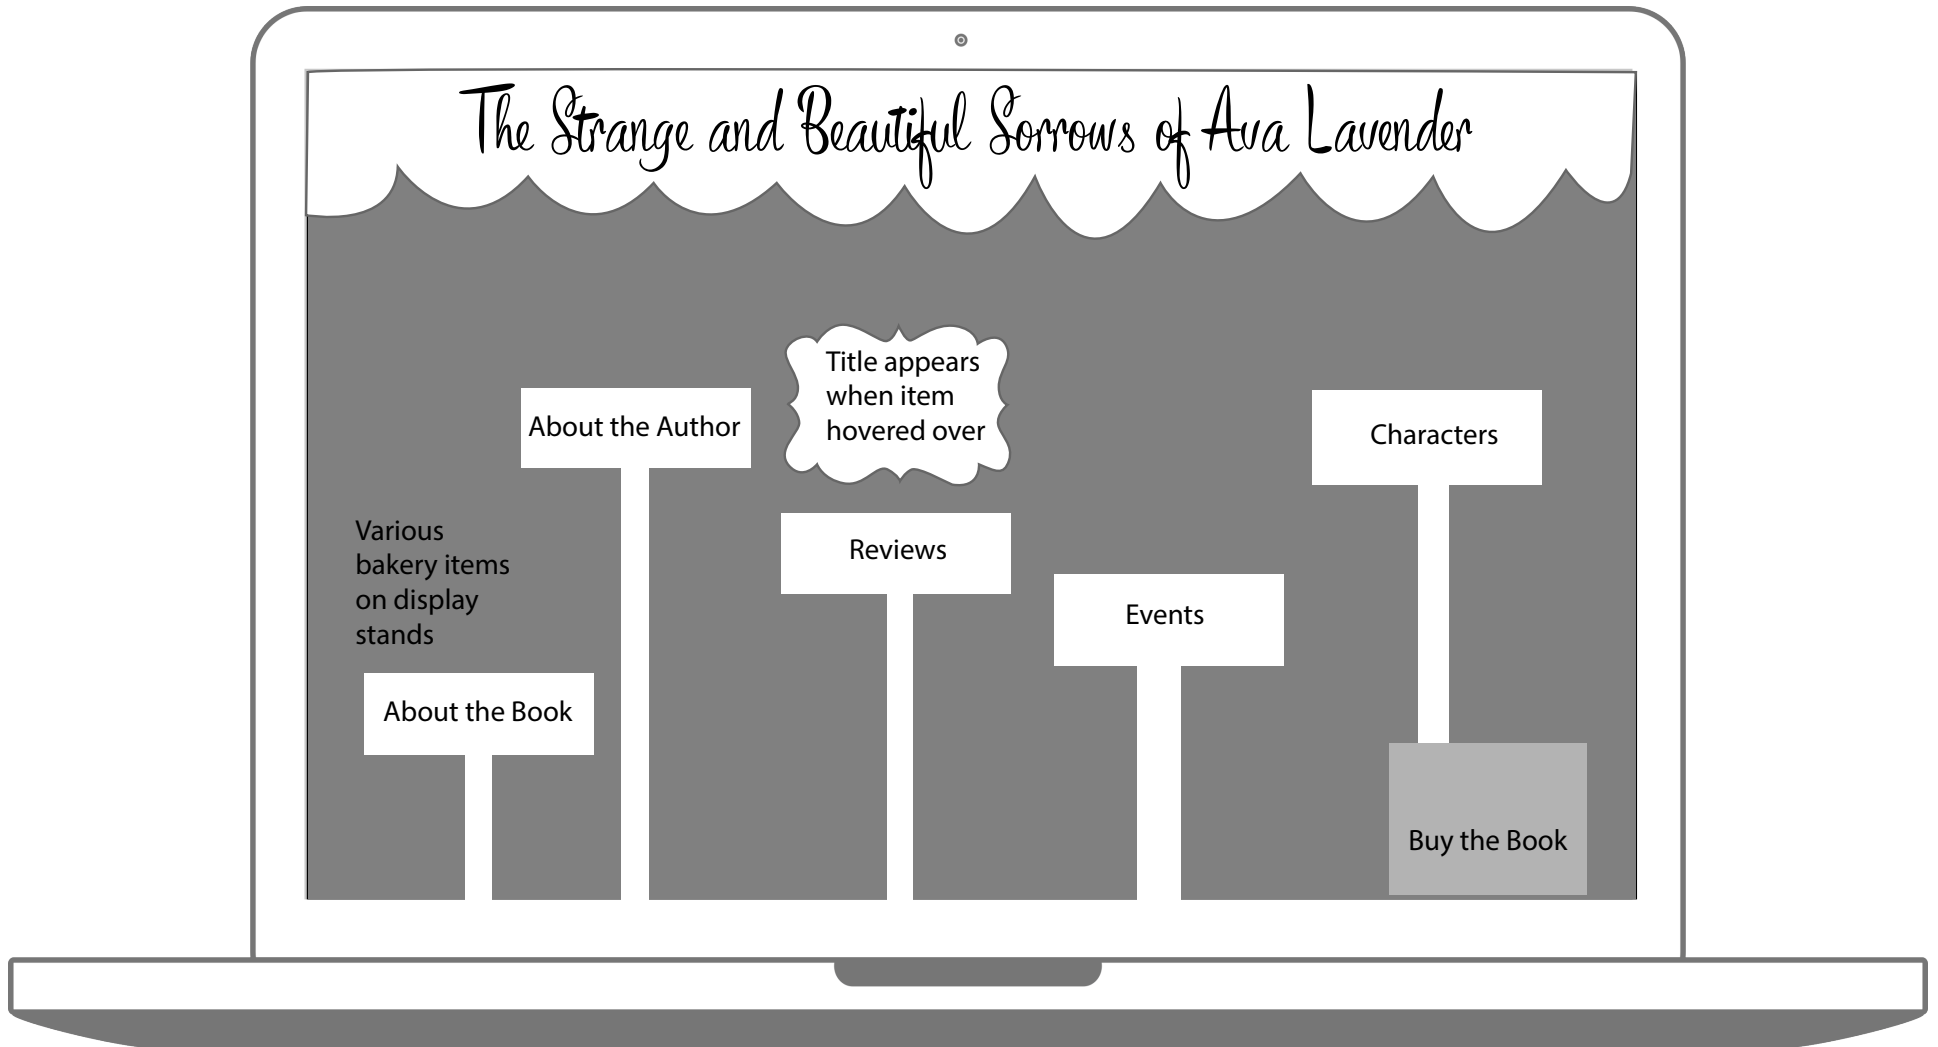 The Strange and Beautiful Sorrows of Ava Lavender
Title appears
when item
hovered over
About the Author
Characters
Various
bakery items
on display
stands
Reviews
Events
About the Book
Buy the Book